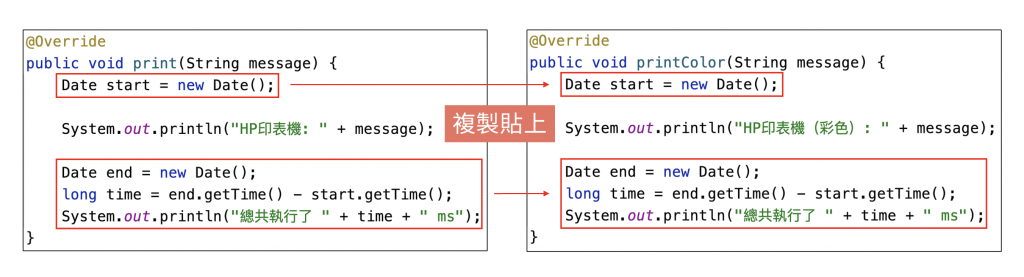 @Override
public void print(String message) {
Date start = new Date();
System.out.println("HP印表機: " + message);
Date end = new Date();
long time = end.getTime() - start.getTime();
System.out.println("總共執行了 " + time + " ms");
}
複製貼上
@Override
public void printColor(String message) {
Date start = new Date();
System.out.println("HP印表機（彩色）: " + message);
Date end = new Date();
long time = end.getTime() - start.getTime();
System.out.println("總共執行了 " + time + " ms");
}